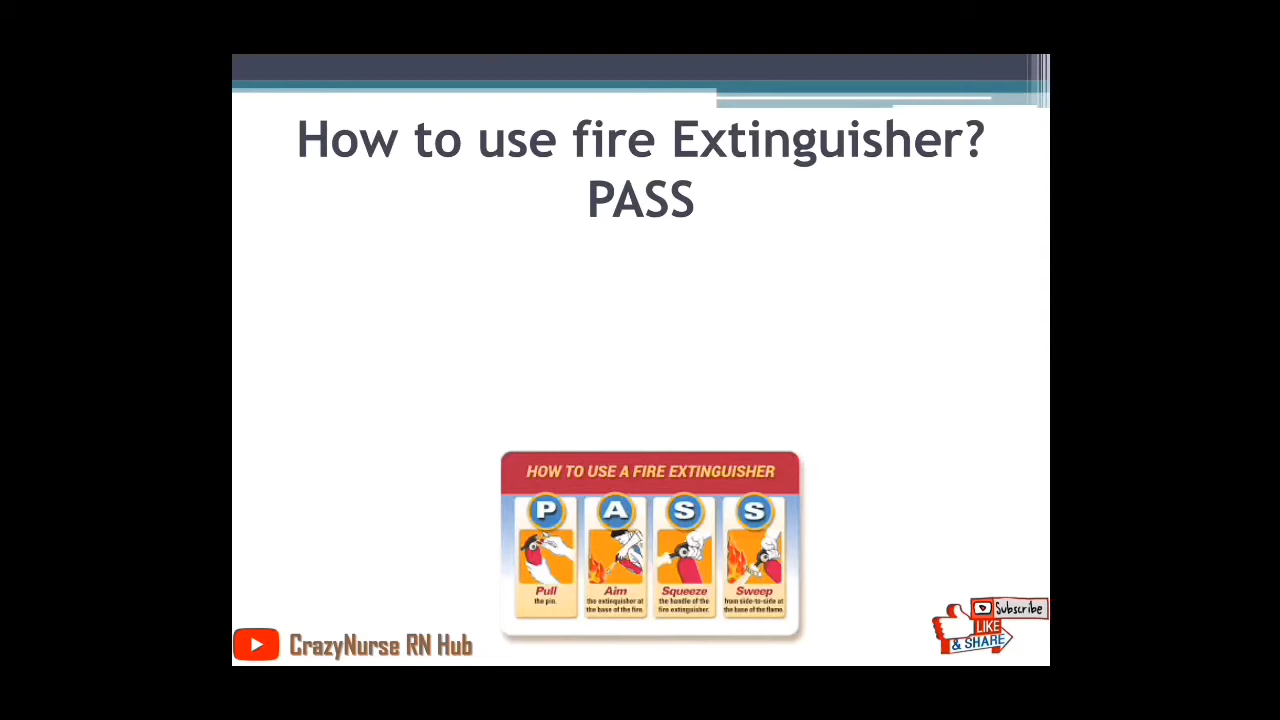 How to use fire Extinguisher?
PASS
HOW TO USE A FIRE EXTINGUISHER
P A S S
Pull
the pin.
Aim
the extinguisher at
the base of the fire.
Squeeze
the handle of the
fire extinguisher.
Sweep
from side-to-side at
the base of the flame.
CrazyNurse RN Hub
Subscribe
LIKE
& SHARE